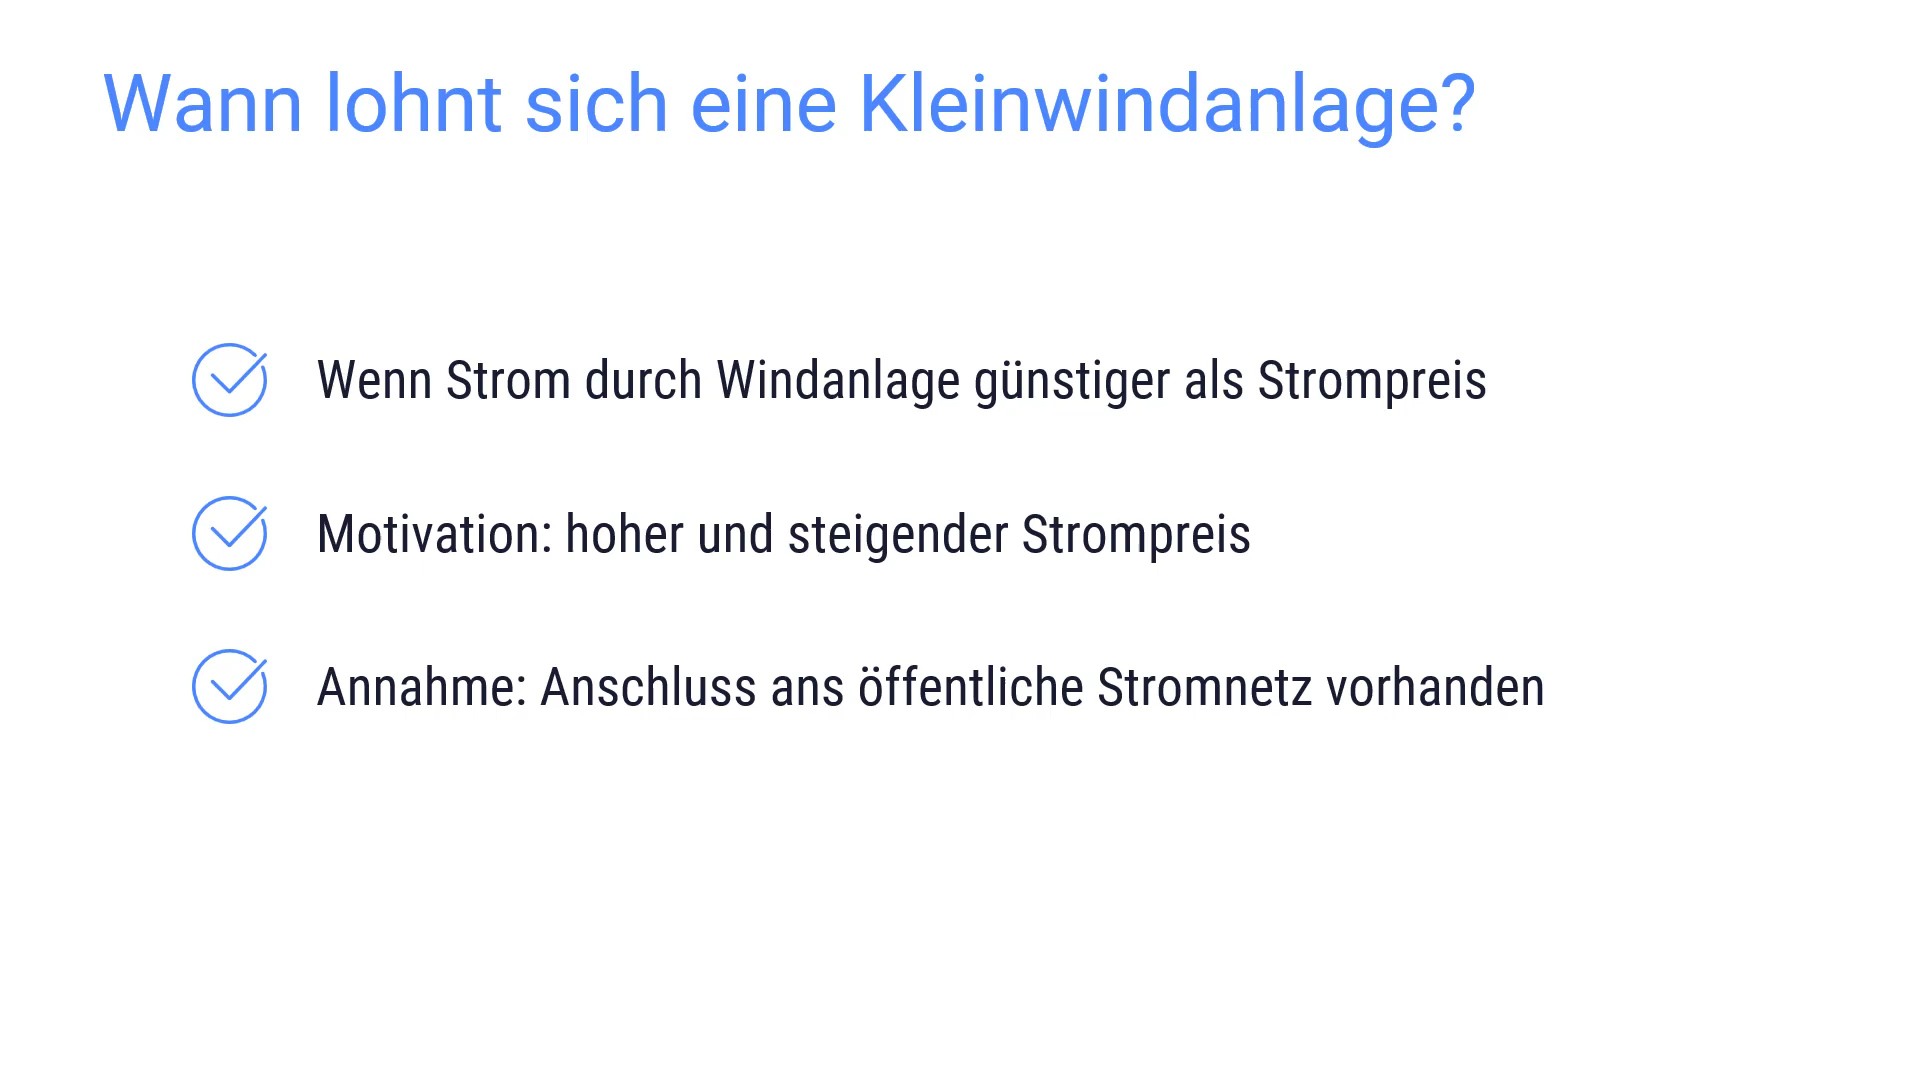 Wann lohnt sich eine Kleinwindanlage?
Wenn Strom durch Windanlage günstiger als Strompreis
Motivation: hoher und steigender Strompreis
Annahme: Anschluss ans öffentliche Stromnetz vorhanden